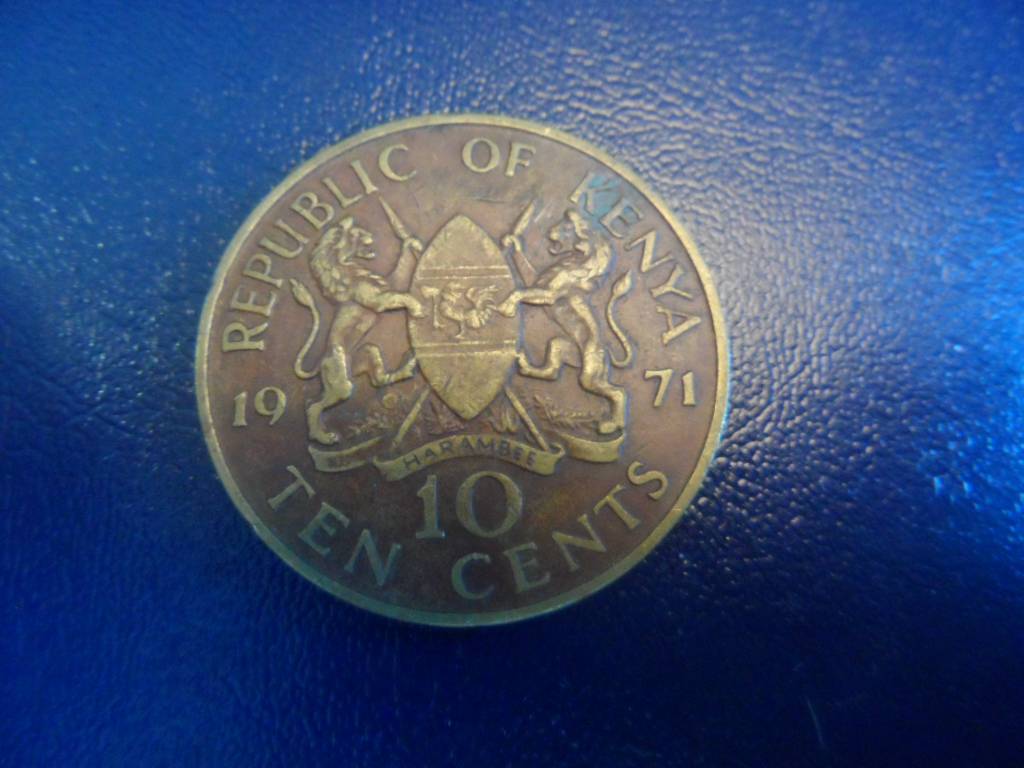 REPUBLIC OF KENYA
19 71
HARAMBEE
10
TEN CENTS